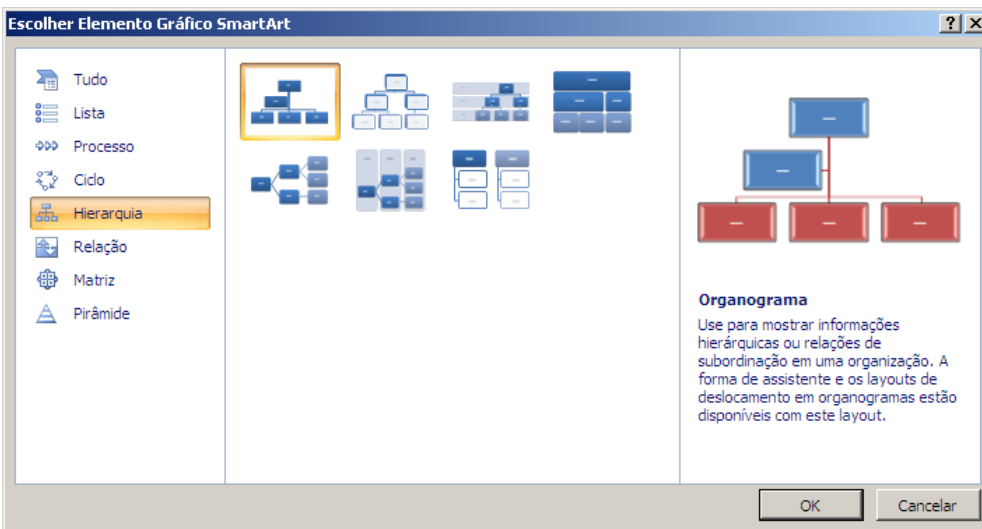 Escolher Elemento Gráfico SmartArt
Tudo
Lista
Processo
Ciclo
Hierarquia
Relação
Matriz
Pirâmide
Organograma
Use para mostrar informações
hierárquicas ou relações de
subordinação em uma organização. A
forma de assistente e os layouts de
deslocamento em organogramas estão
disponíveis com este layout.
OK
Cancelar